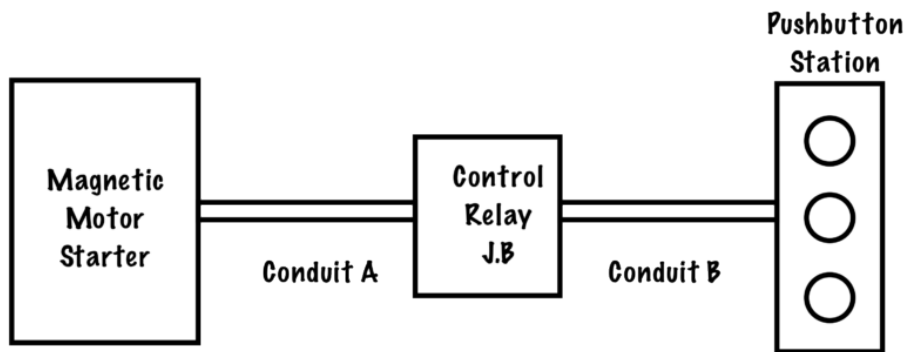 Pushbutton
Station
Magnetic
Motor
Starter
Conduit A
Control
Relay
J.B
Conduit B